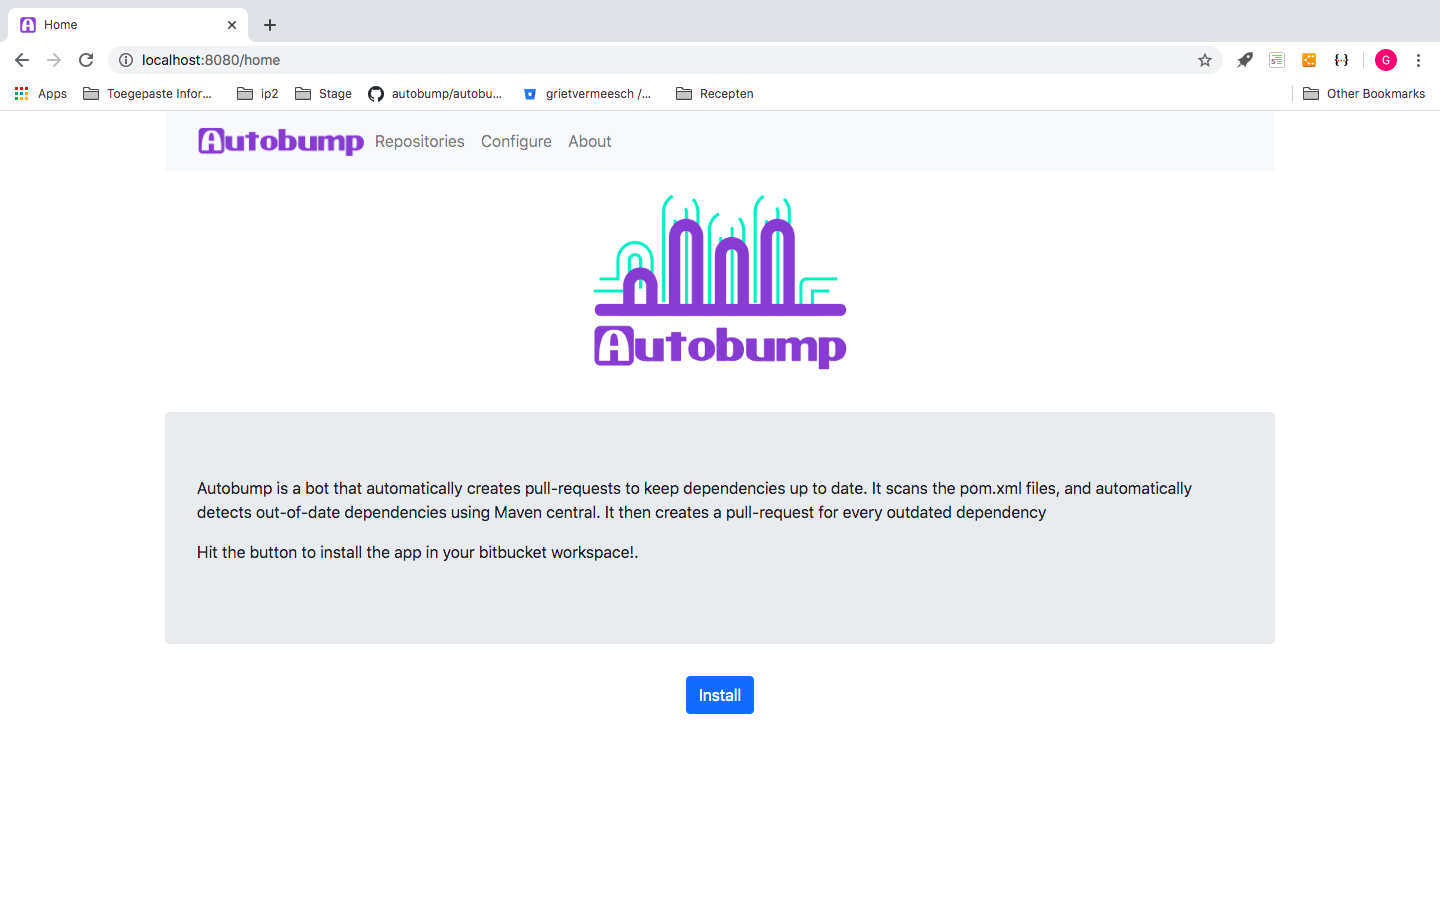 Home
localhost:8080/home
G
Apps
Toegepaste Infor...
ip2
Stage
autobump/autobu...
grietvermeesch /...
Recepten
Other Bookmarks
Autobump Repositories Configure About
Autobump
Autobump is a bot that automatically creates pull-requests to keep dependencies up to date. It scans the pom.xml files, and automatically
detects out-of-date dependencies using Maven central. It then creates a pull-request for every outdated dependency
Hit the button to install the app in your bitbucket workspace!.
Install